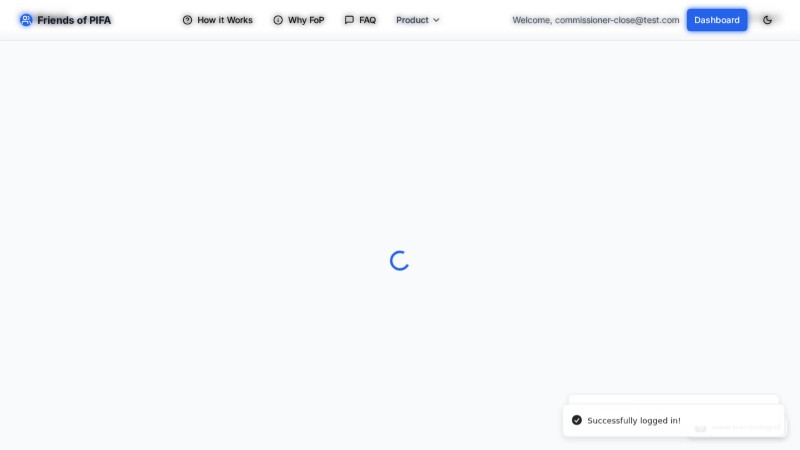 Friends of PIFA
How it Works
Why FoP
FAQ
Product
Welcome, commissioner-close@test.com
Dashboard
Successfully logged in!